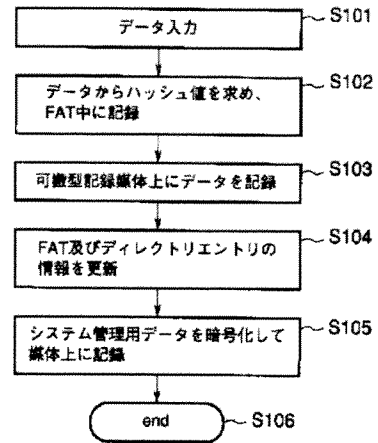 データ入力
S101
データからハッシュ値を求め、
FAT中に記録
S102
可搬型記録媒体上にデータを記録
S103
FAT及びディレクトリエントリの
情報を更新
S104
システム管理用データを暗号化して
媒体上に記録
S105
end
S106